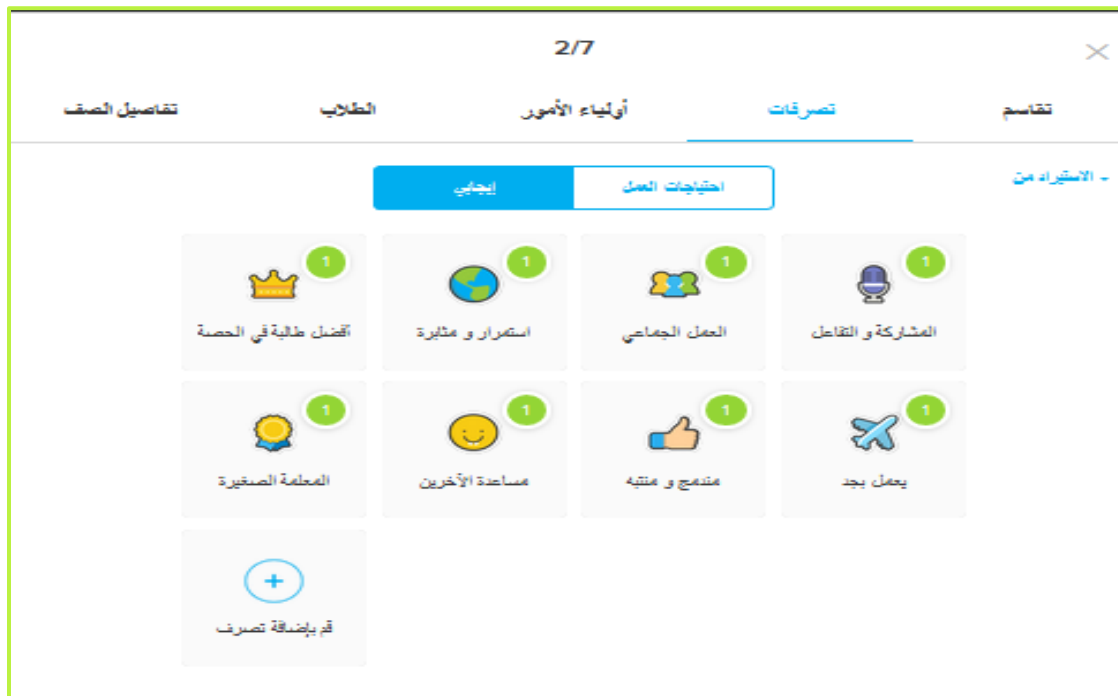 2/7
×
تفاصيل الصف
الطلاب
أولياء الأمور
تصرفات
تقاسم
إيجابي
احتياجات العمل
الاستيراد من
1
1
1
1
أفضل طالبة في الحصة
استمرار و مثابرة
العمل الجماعي
المشاركة و التفاعل
1
1
1
1
المعلمة الصغيرة
مساعدة الآخرين
مندمج و منتبه
يعمل بجد
+
قم بإضافة تصرف